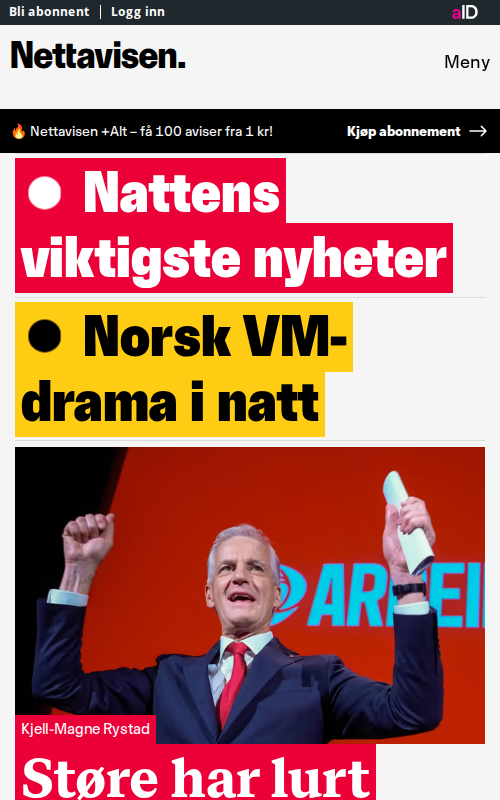 Bli abonnent | Logg inn
aID
Nettavisen.
Meny
🔥 Nettavisen +Alt – få 100 aviser fra 1 kr!
Kjøp abonnement →
● Nattens
viktigste nyheter
● Norsk VM-
drama i natt
ARBEI
Kjell-Magne Rystad
Støre har lurt